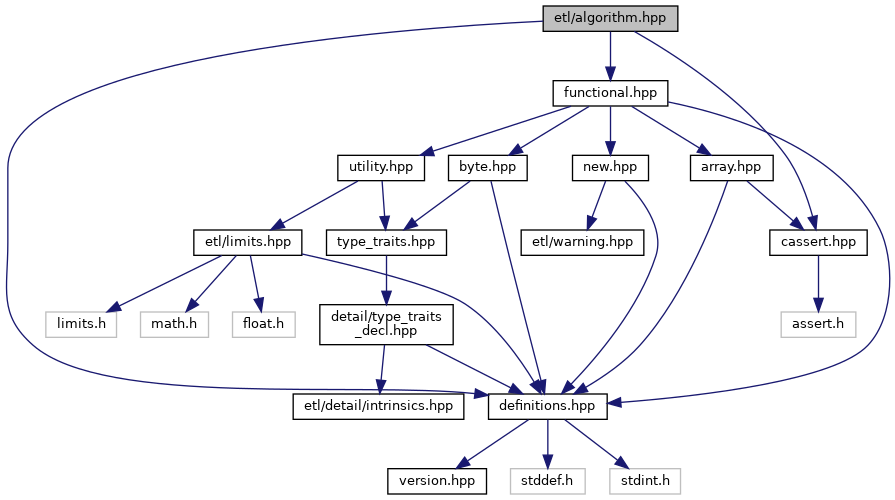 etl/algorithm.hpp
functional.hpp
utility.hpp
byte.hpp
new.hpp
array.hpp
etl/limits.hpp
type_traits.hpp
etl/warning.hpp
cassert.hpp
limits.h
math.h
float.h
detail/type_traits
_decl.hpp
assert.h
etl/detail/intrinsics.hpp
definitions.hpp
version.hpp
stddef.h
stdint.h